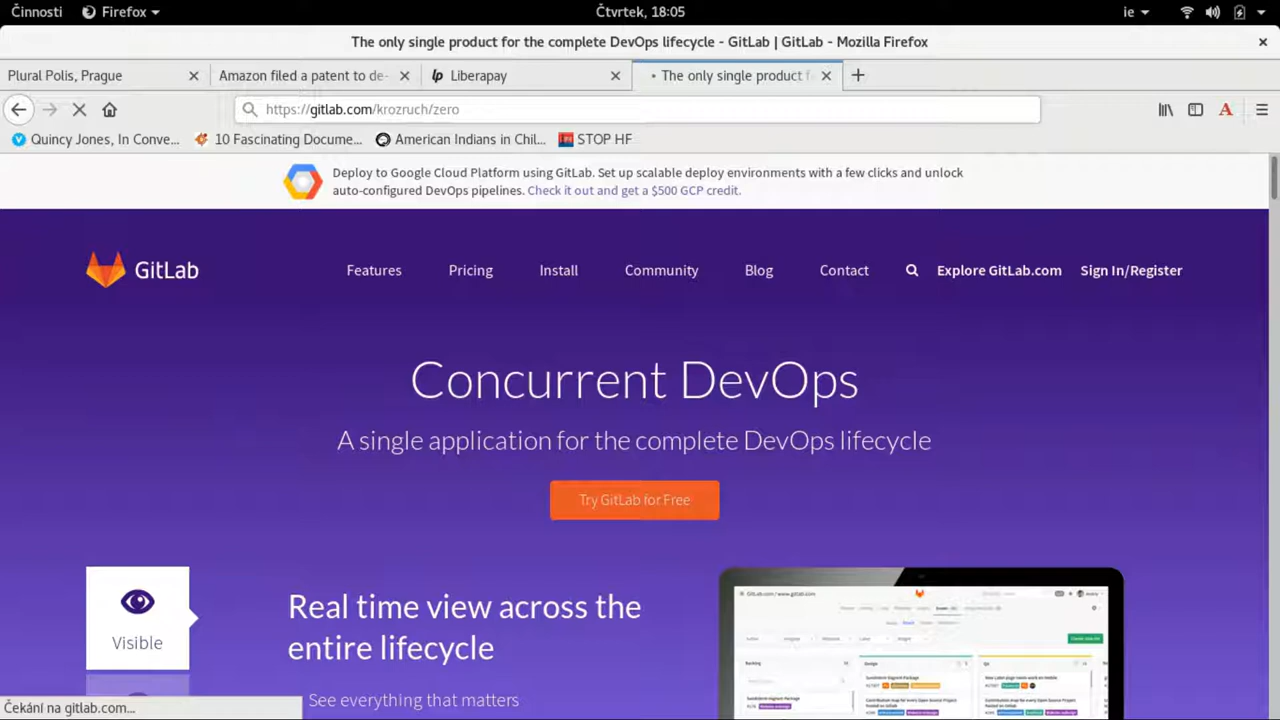 Činnosti
Firefox
Čtvrtek, 18:05
ie
The only single product for the complete DevOps lifecycle - GitLab | GitLab - Mozilla Firefox
Plural Polis, Prague
Amazon filed a patent to de-
Liberapay
The only single product f
https://gitlab.com/krozruch/zero
Quincy Jones, In Conve...
10 Fascinating Docume...
American Indians in Chil...
STOP HF
Deploy to Google Cloud Platform using GitLab. Set up scalable deploy environments with a few clicks and unlock
auto-configured DevOps pipelines. Check it out and get a $500 GCP credit.
GitLab
Features
Pricing
Install
Community
Blog
Contact
Explore GitLab.com
Sign In/Register
Concurrent DevOps
A single application for the complete DevOps lifecycle
Try GitLab for Free
Visible
Real time view across the
entire lifecycle
everything that matters
Čekání na gitlab.com...